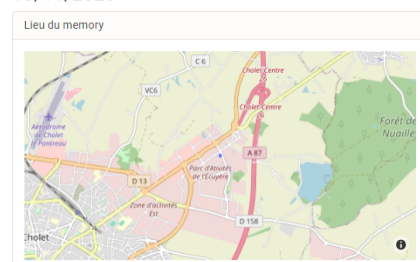 Lieu du memory
C 6
Cholet-Centre
VC6
Cholet-Centre
Aérodrome
de Cholet
le Pontreau
Forêt de
Nuaillé
A 87
Parc d'Activités
de l'Ecuyère
D 13
Zone d'activités
Est
D 158
Cholet